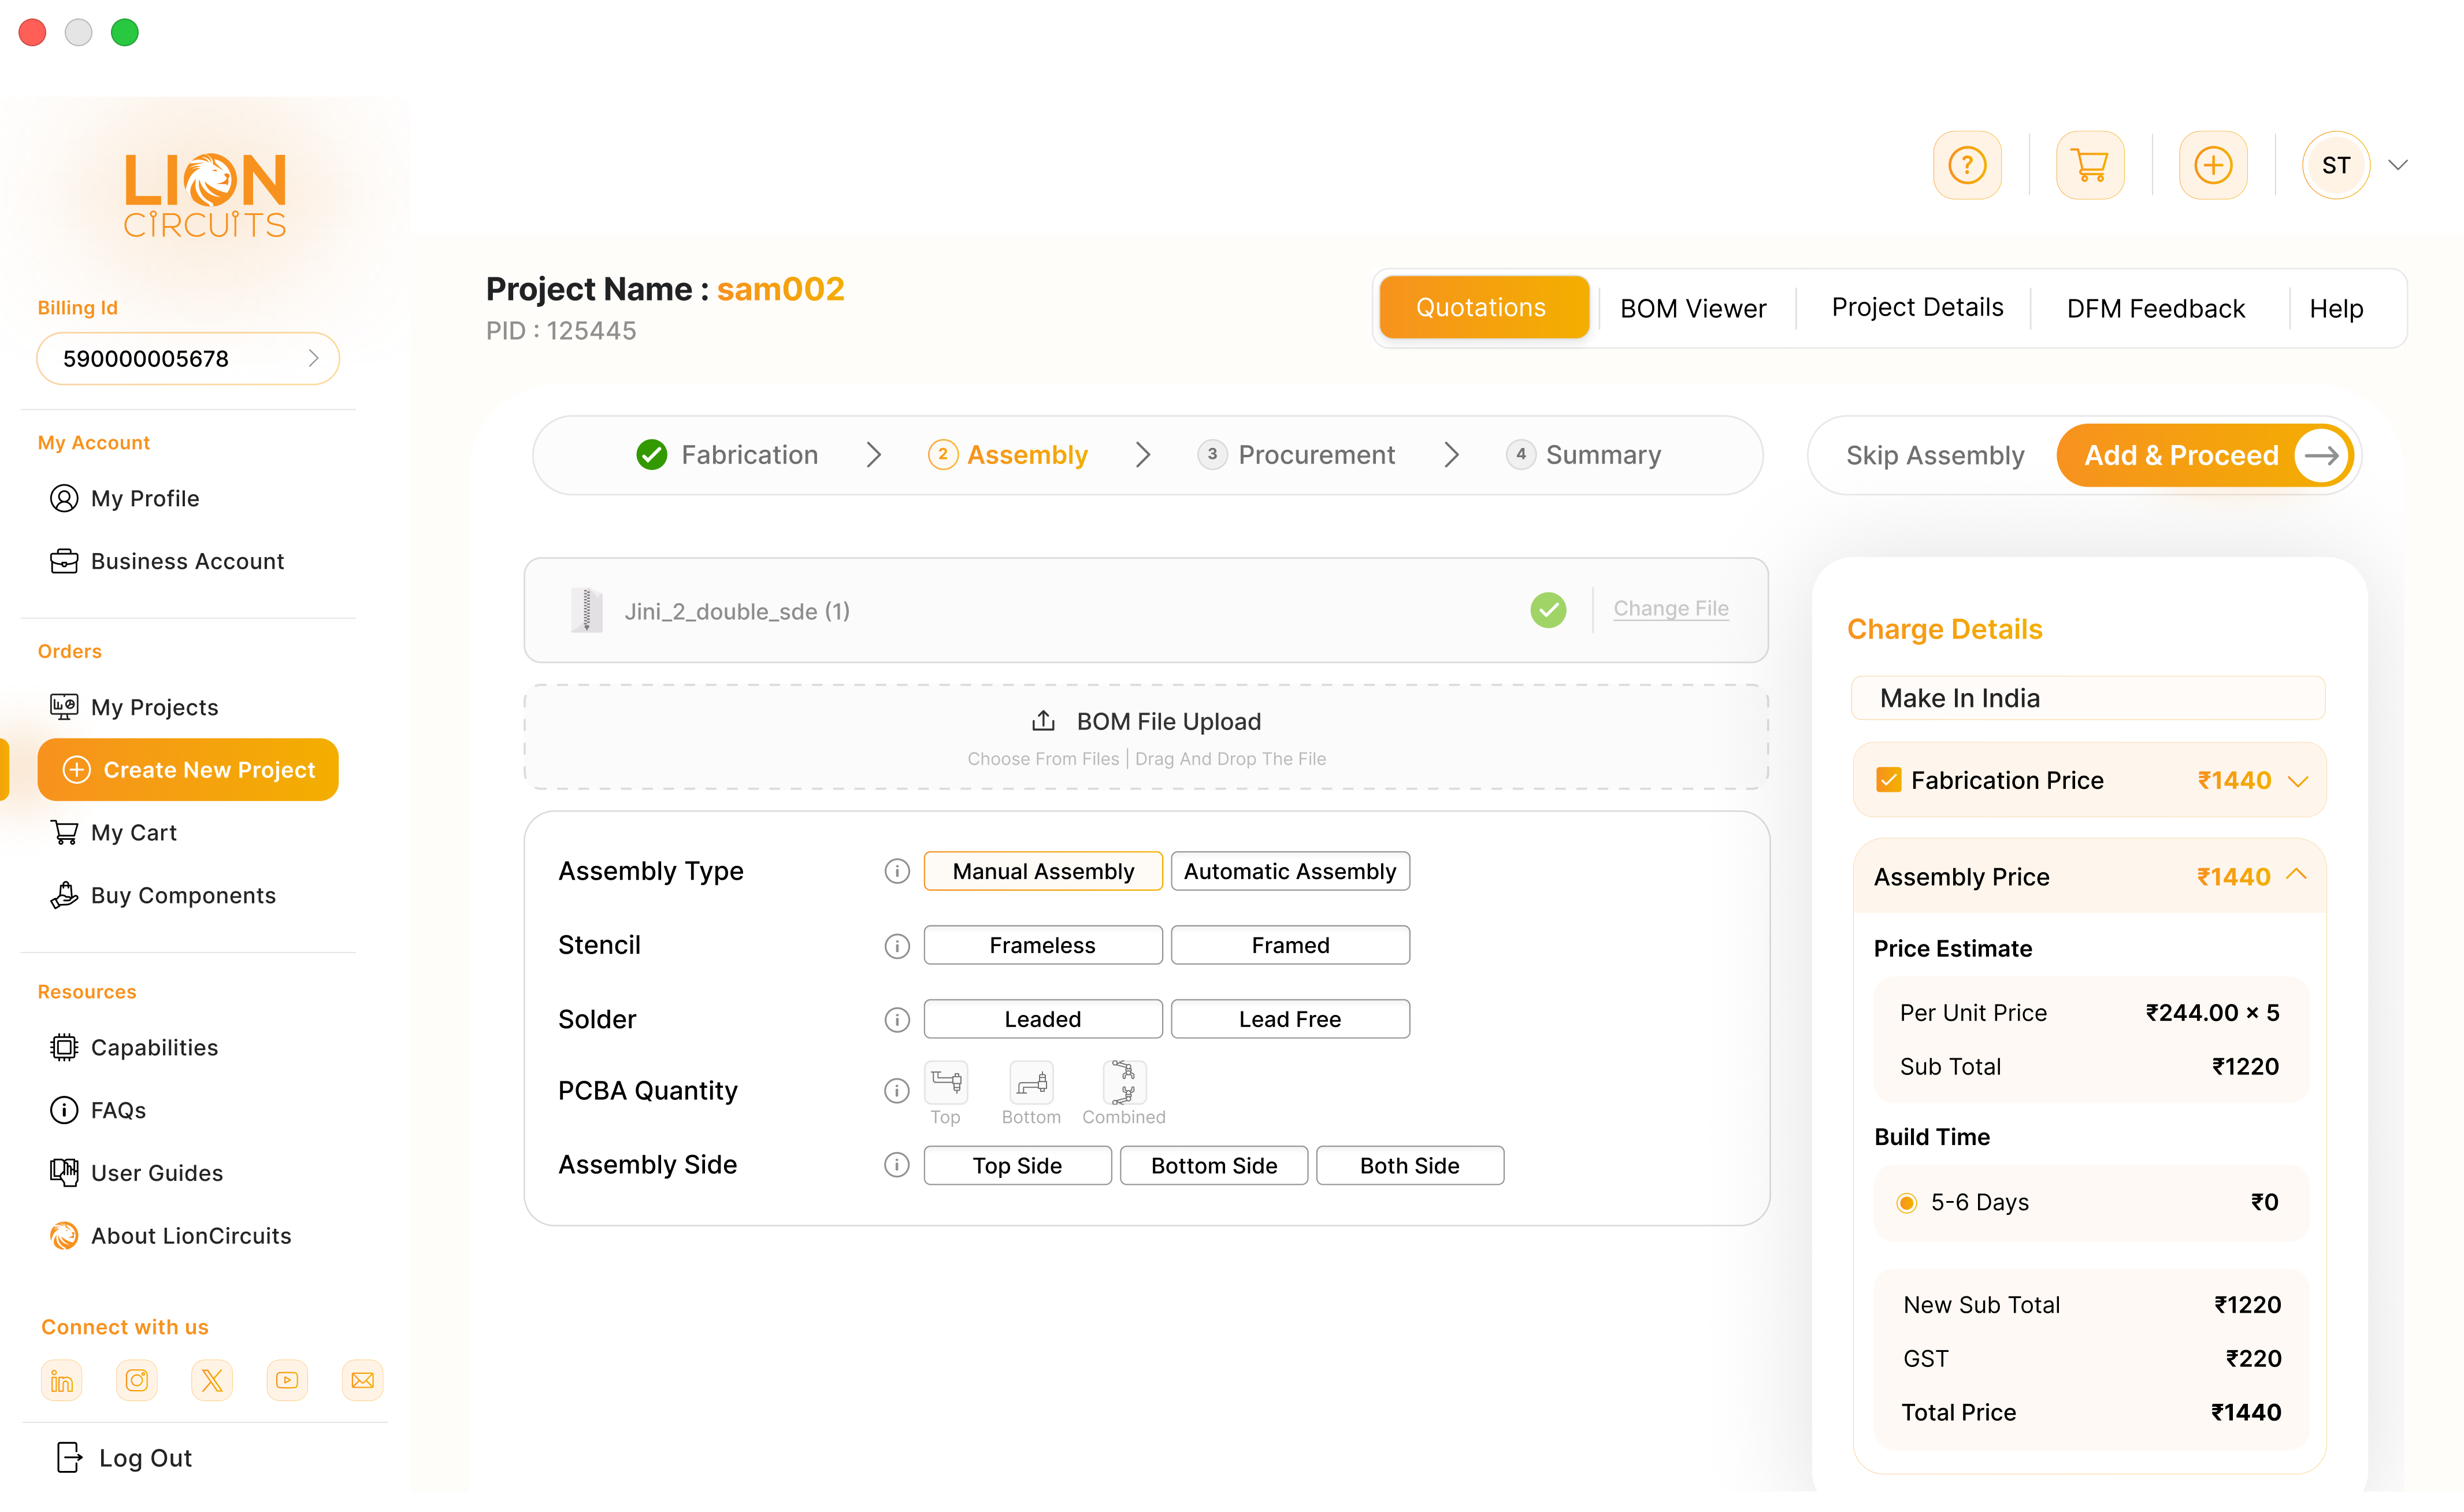 LION
CIRCUITS
Billing Id
590000005678
My Account
My Profile
Business Account
Orders
My Projects
Create New Project
My Cart
Buy Components
Resources
Capabilities
FAQs
User Guides
About LionCircuits
Connect with us
Log Out
ST
Project Name : sam002
PID : 125445
Quotations
BOM Viewer
Project Details
DFM Feedback
Help
Fabrication
2 Assembly
3 Procurement
4 Summary
Skip Assembly
Add & Proceed
Jini_2_double_sde (1)
Change File
BOM File Upload
Choose From Files | Drag And Drop The File
Assembly Type
Manual Assembly
Automatic Assembly
Stencil
Frameless
Framed
Solder
Leaded
Lead Free
PCBA Quantity
Top
Bottom
Combined
Assembly Side
Top Side
Bottom Side
Both Side
Charge Details
Make In India
Fabrication Price ₹1440
Assembly Price ₹1440
Price Estimate
Per Unit Price ₹244.00 × 5
Sub Total ₹1220
Build Time
5-6 Days ₹0
New Sub Total ₹1220
GST ₹220
Total Price ₹1440